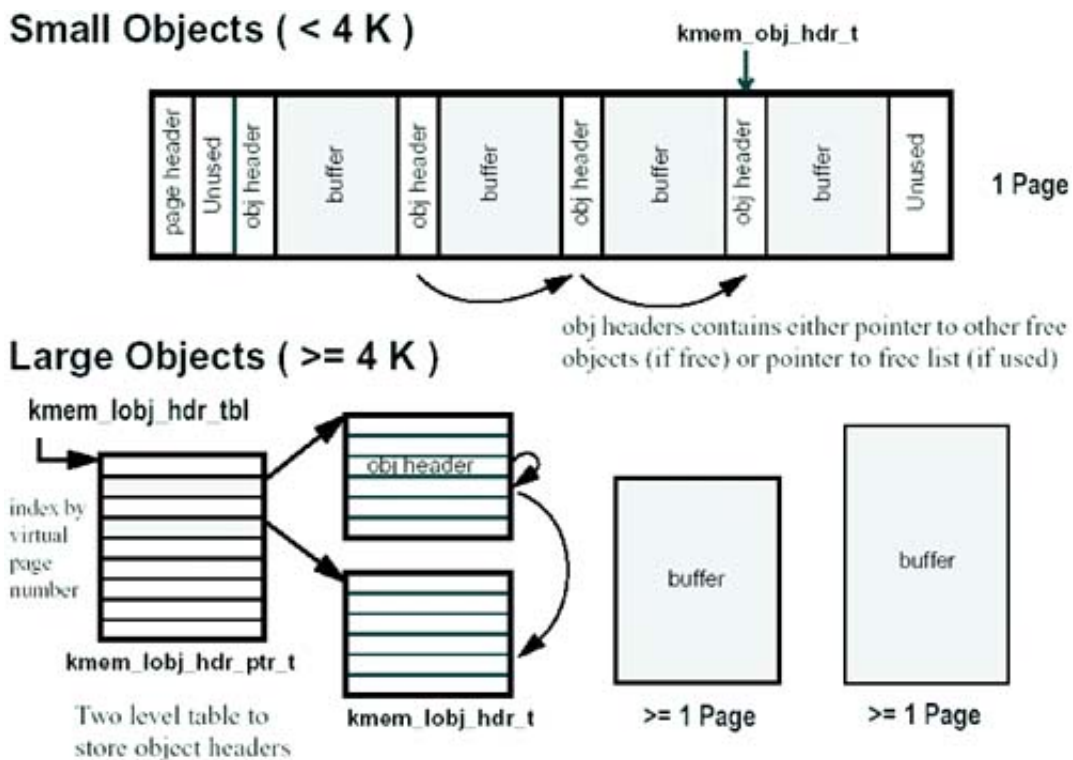 Small Objects ( < 4 K )
kmem_obj_hdr_t
page header
Unused
obj header
buffer
obj header
buffer
obj header
buffer
obj header
buffer
Unused
1 Page
obj headers contains either pointer to other free
objects (if free) or pointer to free list (if used)
Large Objects ( >= 4 K )
kmem_lobj_hdr_tbl
index by
virtual
page
number
kmem_lobj_hdr_ptr_t
Two level table to
store object headers
obj header
kmem_lobj_hdr_t
buffer
>= 1 Page
buffer
>= 1 Page